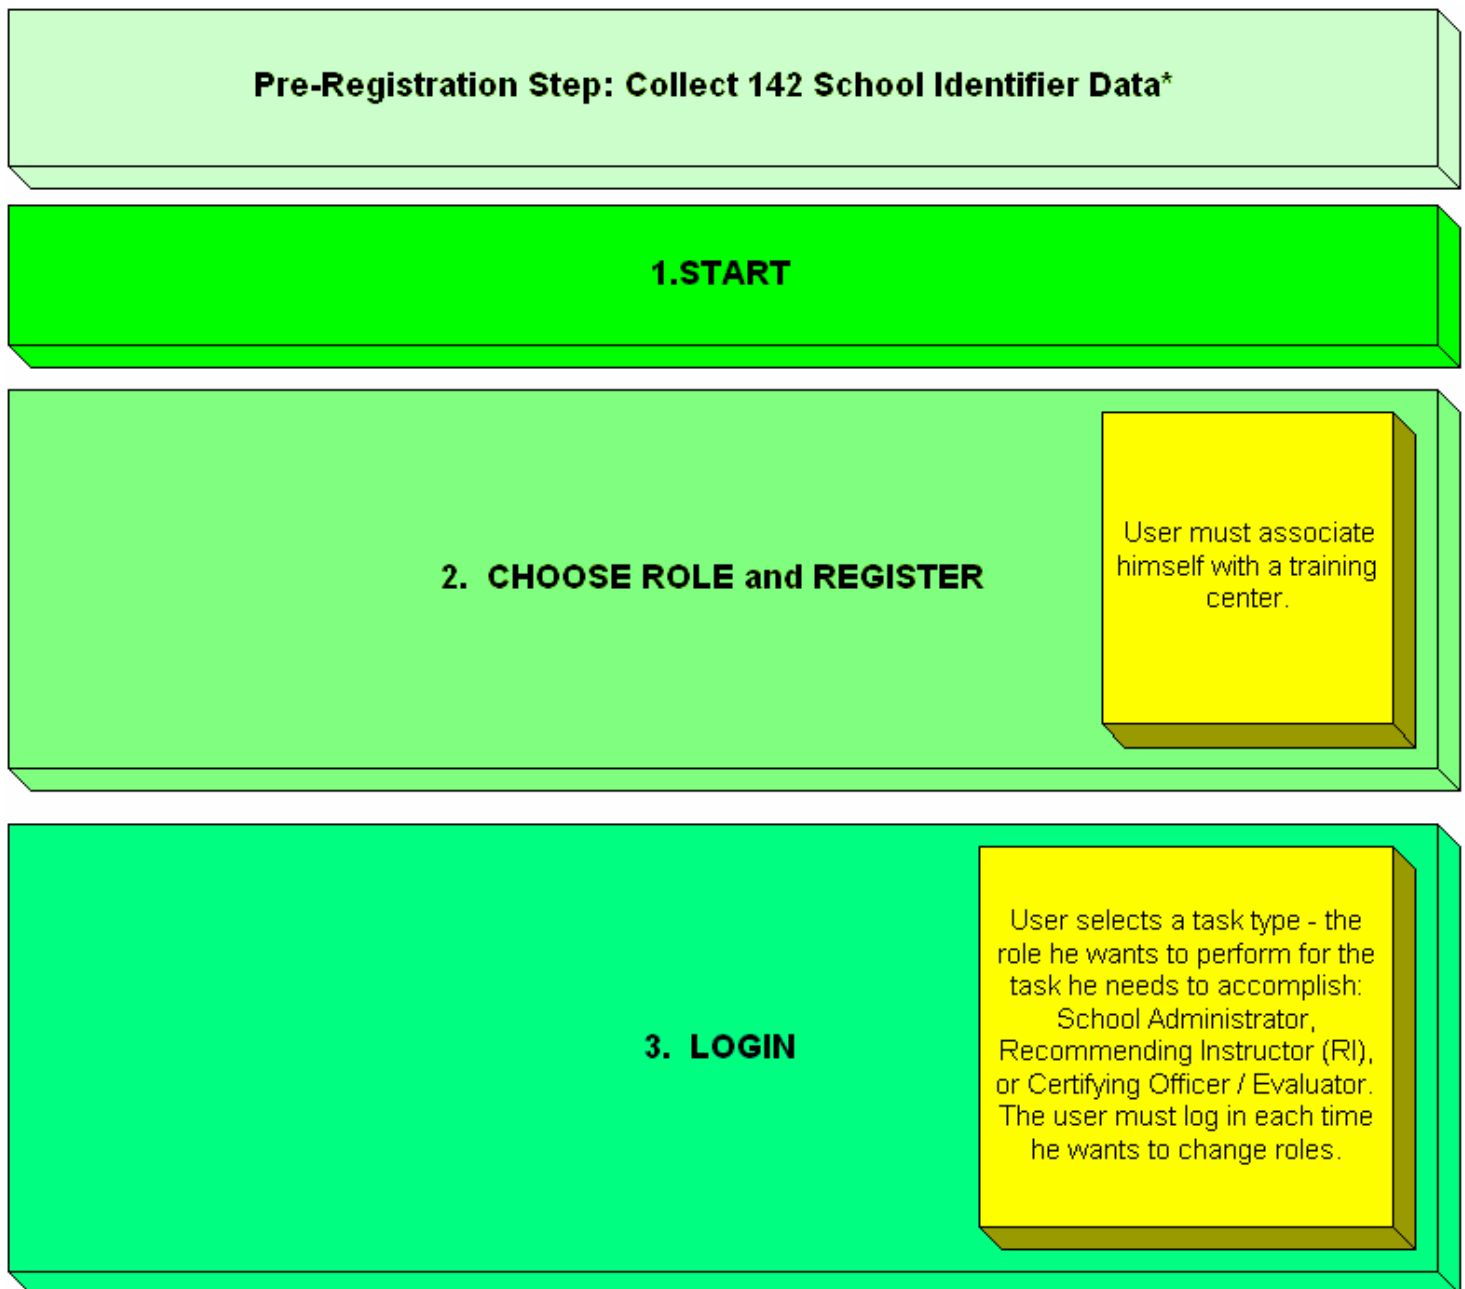 Pre-Registration Step: Collect 142 School Identifier Data*
1.START
2.  CHOOSE ROLE and REGISTER
User must associate
himself with a training
center.
3.  LOGIN
User selects a task type - the
role he wants to perform for the
task he needs to accomplish:
School Administrator,
Recommending Instructor (RI),
or Certifying Officer / Evaluator.
The user must log in each time
he wants to change roles.